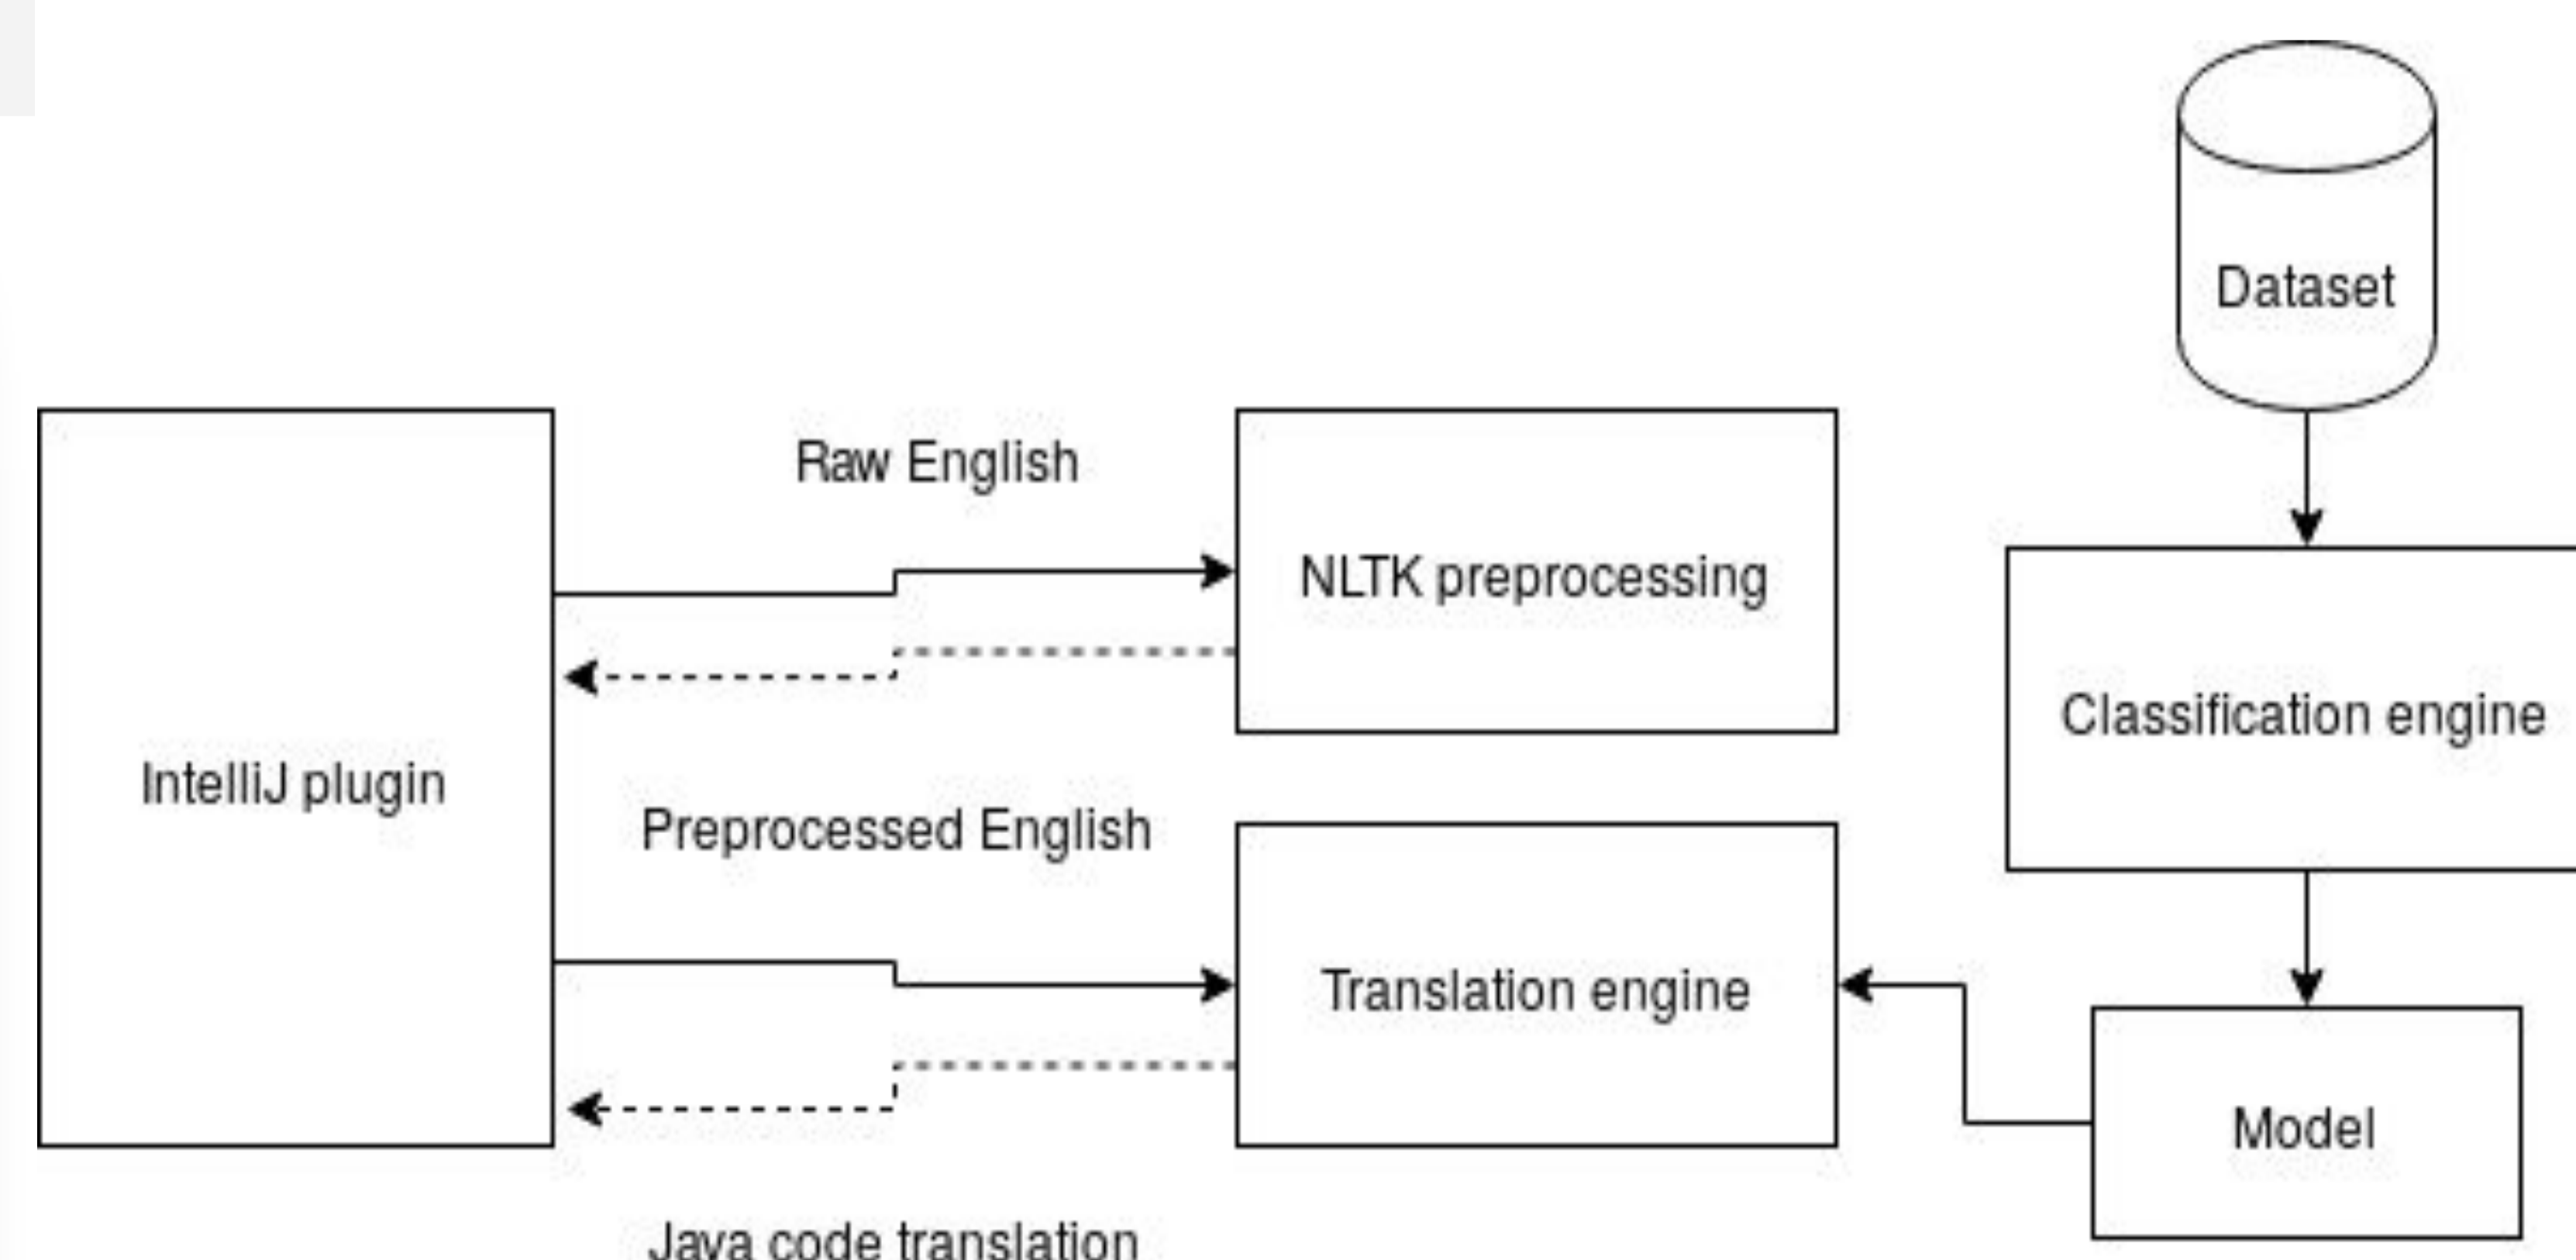 Dataset
Raw English
NLTK preprocessing
Classification engine
IntelliJ plugin
Preprocessed English
Translation engine
Model
Java code translation